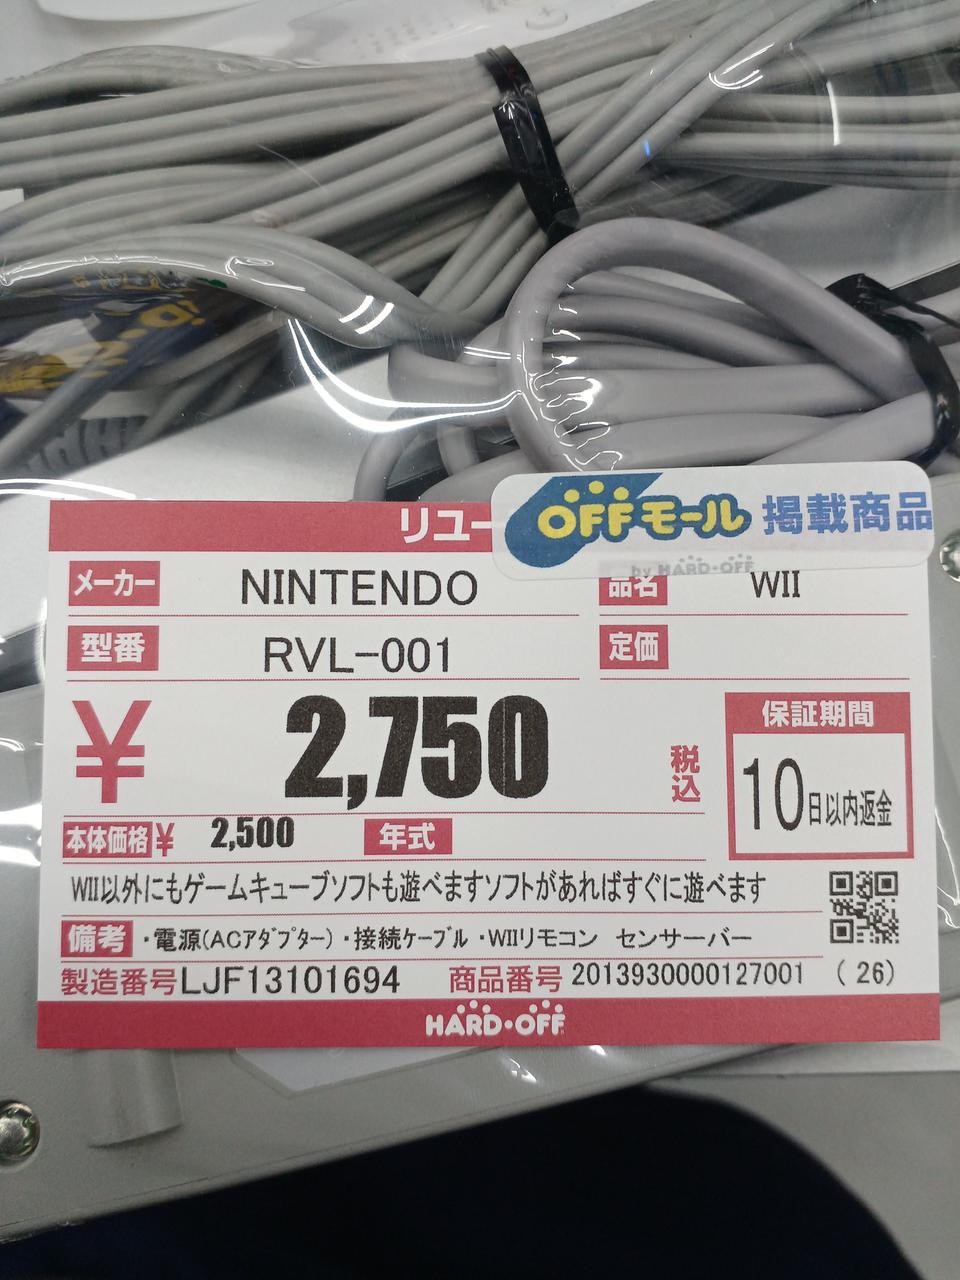 リユー
OFFモール 掲載商品
by HARD・OFF
メーカー NINTENDO 品名 WII
型番 RVL-001 定価
¥ 2,750 税込
保証期間
10日以内返金
本体価格¥ 2,500 年式
WII以外にもゲームキューブソフトも遊べますソフトがあればすぐに遊べます
備考 ・電源(ACアダプター)・接続ケーブル・WIIリモコン センサーバー
製造番号LJF13101694 商品番号 2013930000127001 (26)
HARD・OFF